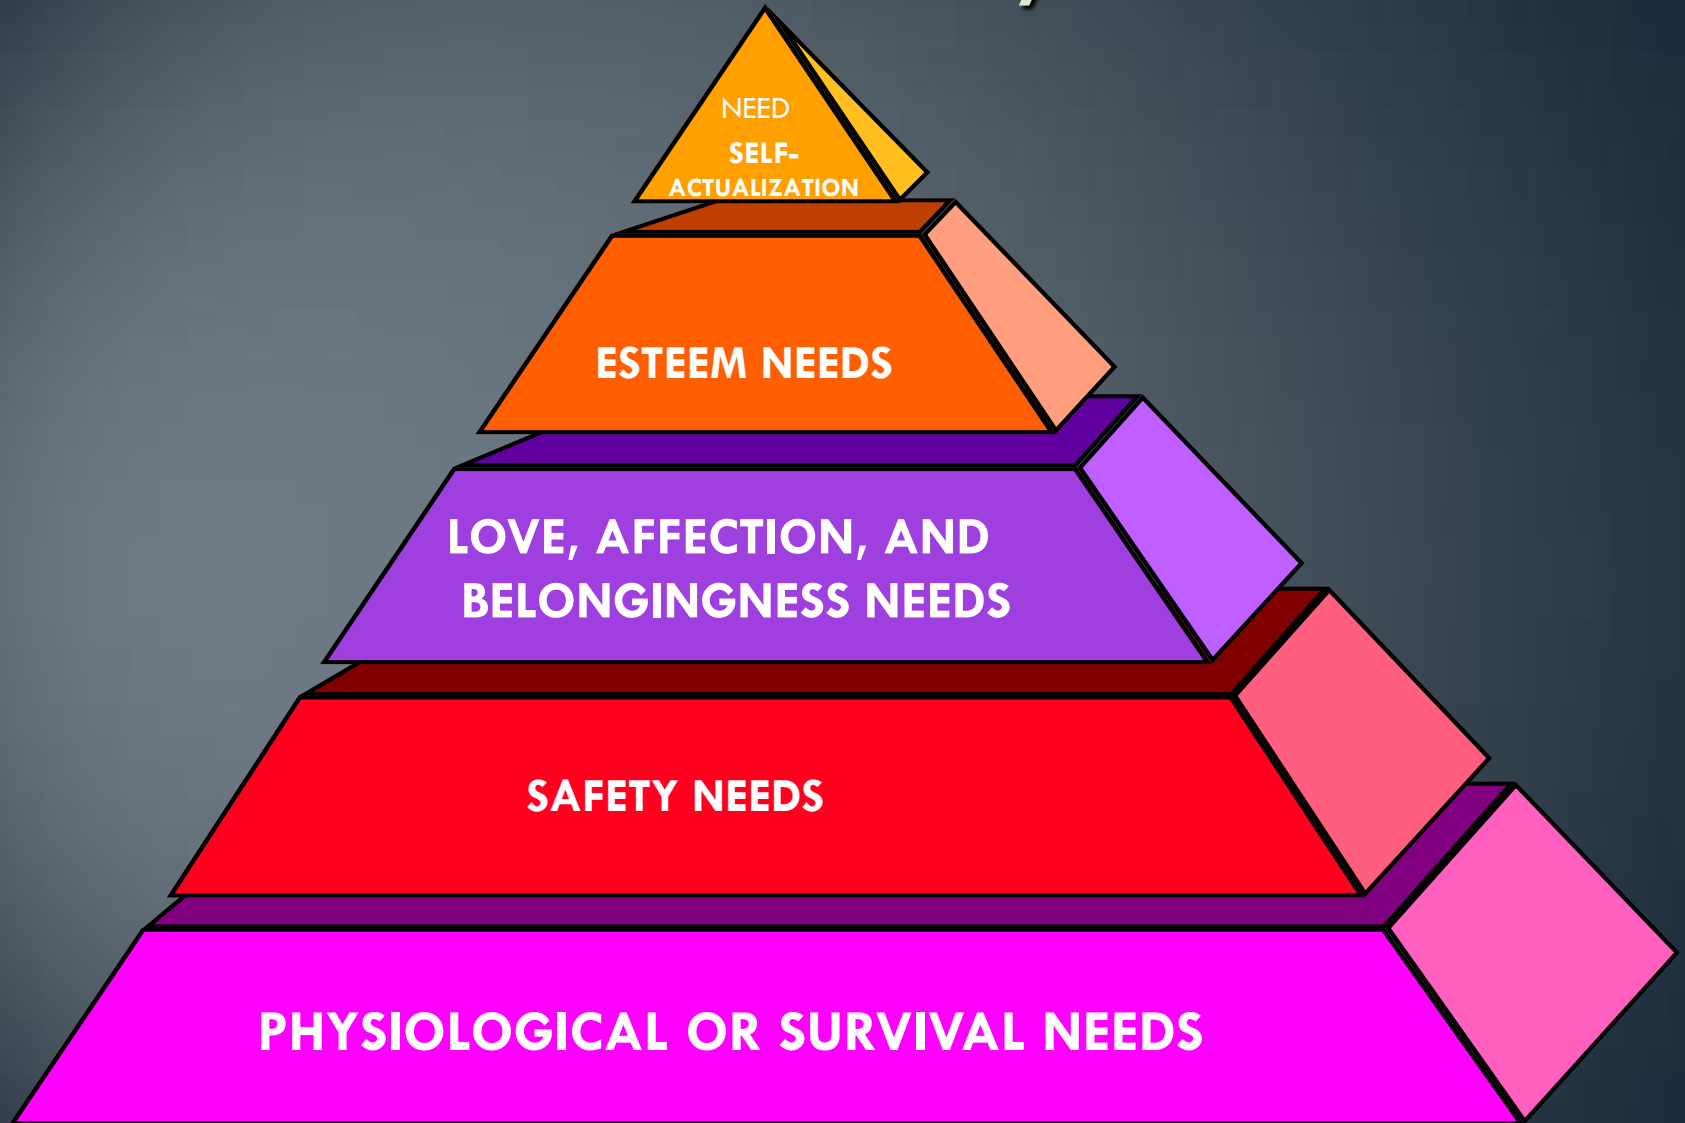 NEED
SELF-
ACTUALIZATION
ESTEEM NEEDS
LOVE, AFFECTION, AND
BELONGINGNESS NEEDS
SAFETY NEEDS
PHYSIOLOGICAL OR SURVIVAL NEEDS